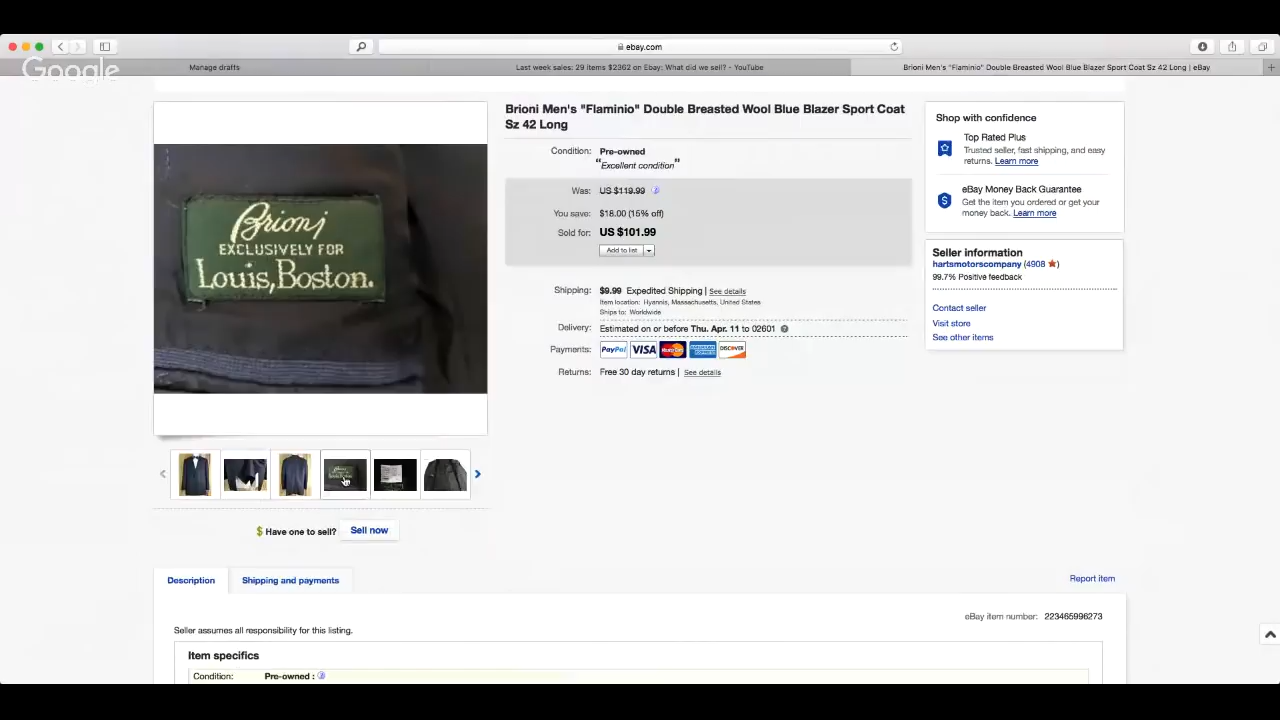 ebay.com
Manage drafts
Last week sales: 29 items $2362 on Ebay: What did we sell? - YouTube
Brioni Men's "Flaminio" Double Breasted Wool Blue Blazer Sport Coat Sz 42 Long | eBay
Google
Brioni
EXCLUSIVELY FOR
Louis, Boston.
Brioni Men's "Flaminio" Double Breasted Wool Blue Blazer Sport Coat
Sz 42 Long
Condition: Pre-owned
"Excellent condition"
Was: US $119.99
You save: $18.00 (15% off)
Sold for: US $101.99
Add to list
Shipping: $9.99 Expedited Shipping | See details
Item location: Hyannis, Massachusetts, United States
Ships to: Worldwide
Delivery: Estimated on or before Thu. Apr. 11 to 02601
Payments: PayPal VISA MasterCard AMERICAN EXPRESS DISCOVER
Returns: Free 30 day returns | See details
Shop with confidence
Top Rated Plus
Trusted seller, fast shipping, and easy
returns. Learn more
eBay Money Back Guarantee
Get the item you ordered or get your
money back. Learn more
Seller information
hartsmotorscompany (4908)
99.7% Positive feedback
Contact seller
Visit store
See other items
$ Have one to sell? Sell now
Description
Shipping and payments
Report item
eBay item number: 223465996273
Seller assumes all responsibility for this listing.
Item specifics
Condition: Pre-owned :